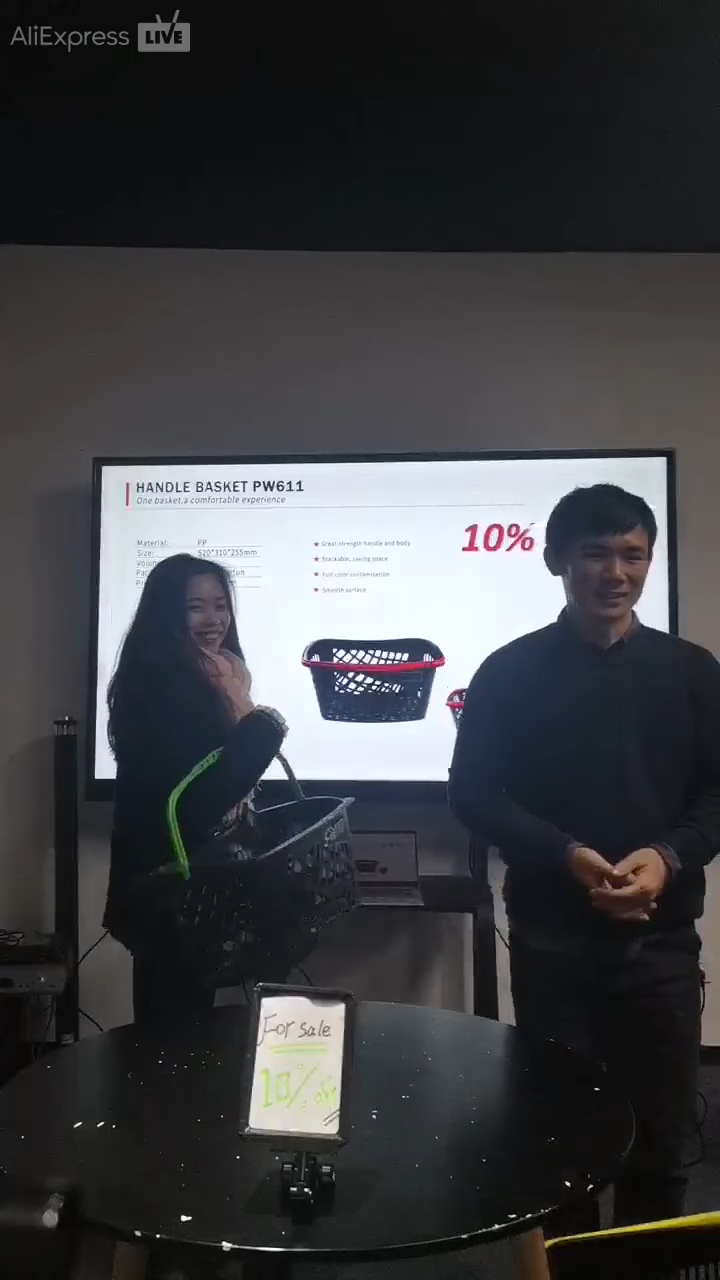 AliExpress LIVE
HANDLE BASKET PW611
One basket,a comfortable experience
10%
Material: PP
Size: 520*310*255mm
Great strength handle and body
Stackable, saving space
Full color customization
Smooth surface
For sale
10% off